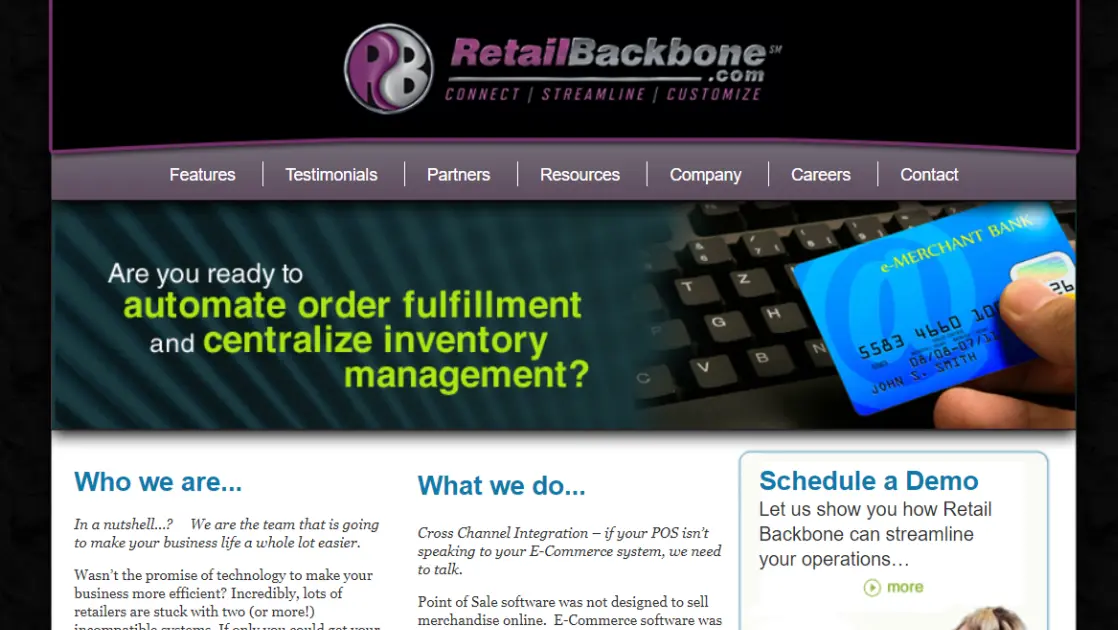 RB
RetailBackbone SM
.com
CONNECT | STREAMLINE | CUSTOMIZE
Features
Testimonials
Partners
Resources
Company
Careers
Contact
Are you ready to
automate order fulfillment
and centralize inventory
management?
e-MERCHANT BANK
5583 4660 10
26
08/08-07/11
JOHN S. SMITH
T Z
G H
C V B N
Who we are...
In a nutshell...?     We are the team that is going
to make your business life a whole lot easier.
Wasn't the promise of technology to make your
business more efficient? Incredibly, lots of
retailers are stuck with two (or more!)
incompatible systems. If only you could get your
What we do...
Cross Channel Integration – if your POS isn't
speaking to your E-Commerce system, we need
to talk.
Point of Sale software was not designed to sell
merchandise online.  E-Commerce software was
Schedule a Demo
Let us show you how Retail
Backbone can streamline
your operations…
more